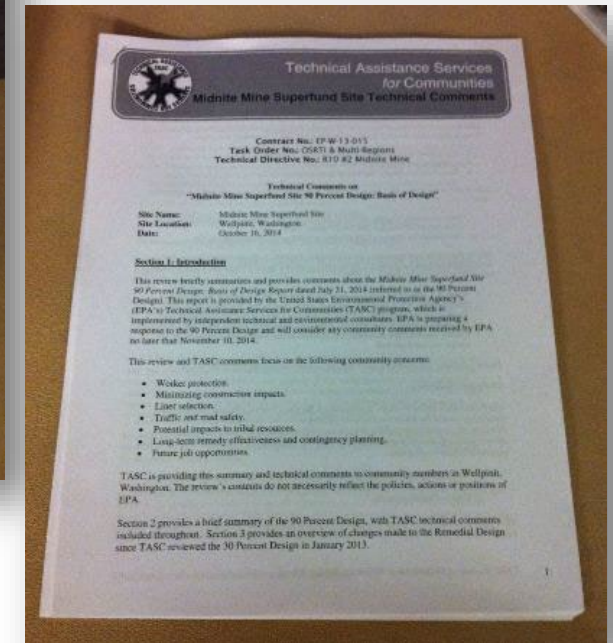 TECHNICAL ASSISTANCE
TASC
Technical Assistance Services
for Communities
Midnite Mine Superfund Site Technical Comments
Contract No.: EP-W-13-015
Task Order No.: OSRTI & Multi-Regions
Technical Directive No.: R10 #2 Midnite Mine
Technical Comments on
"Midnite Mine Superfund Site 90 Percent Design: Basis of Design"
Site Name: Midnite Mine Superfund Site
Site Location: Wellpinit, Washington
Date: October 16, 2014
Section 1: Introduction
This review briefly summarizes and provides comments about the Midnite Mine Superfund Site
90 Percent Design: Basis of Design Report dated July 21, 2014 (referred to as the 90 Percent
Design). This report is provided by the United States Environmental Protection Agency's
(EPA's) Technical Assistance Services for Communities (TASC) program, which is
implemented by independent technical and environmental consultants. EPA is preparing a
response to the 90 Percent Design and will consider any community comments received by EPA
no later than November 10, 2014.
This review and TASC comments focus on the following community concerns:
• Worker protection.
• Minimizing construction impacts.
• Liner selection.
• Traffic and road safety.
• Potential impacts to tribal resources.
• Long-term remedy effectiveness and contingency planning.
• Future job opportunities.
TASC is providing this summary and technical comments to community members in Wellpinit,
Washington. The review's contents do not necessarily reflect the policies, actions or positions of
EPA.
Section 2 provides a brief summary of the 90 Percent Design, with TASC technical comments
included throughout. Section 3 provides an overview of changes made to the Remedial Design
since TASC reviewed the 30 Percent Design in January 2013.
1